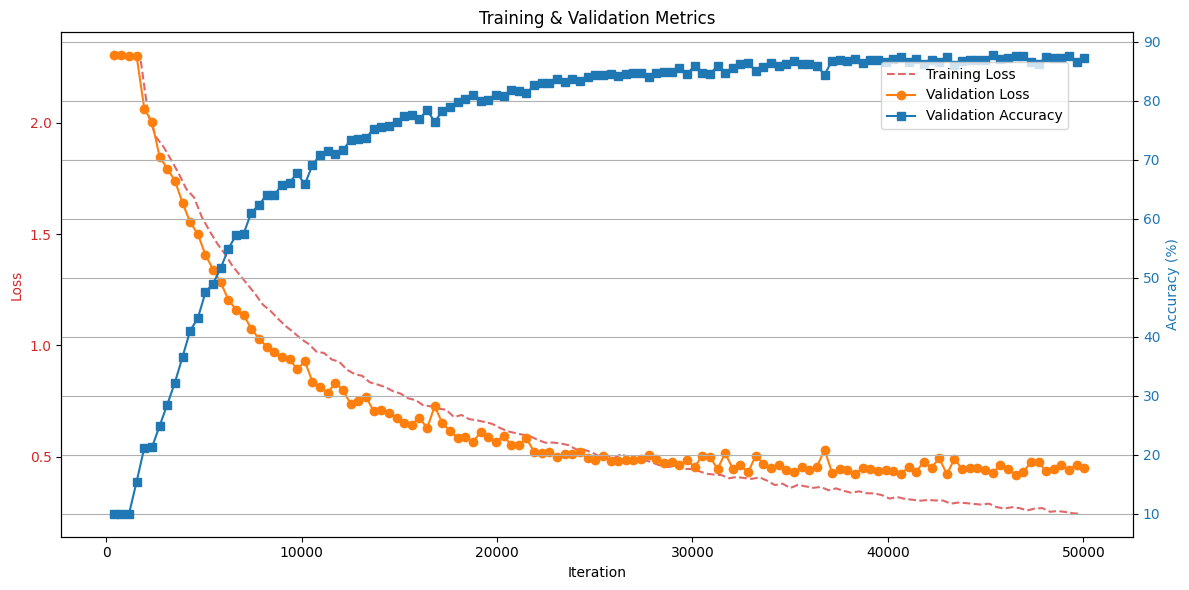 Training & Validation Metrics
Loss
2.0
1.5
1.0
0.5
Training Loss
Validation Loss
Validation Accuracy
90
80
70
60
50
40
30
20
10
Accuracy (%)
0
10000
20000
30000
40000
50000
Iteration